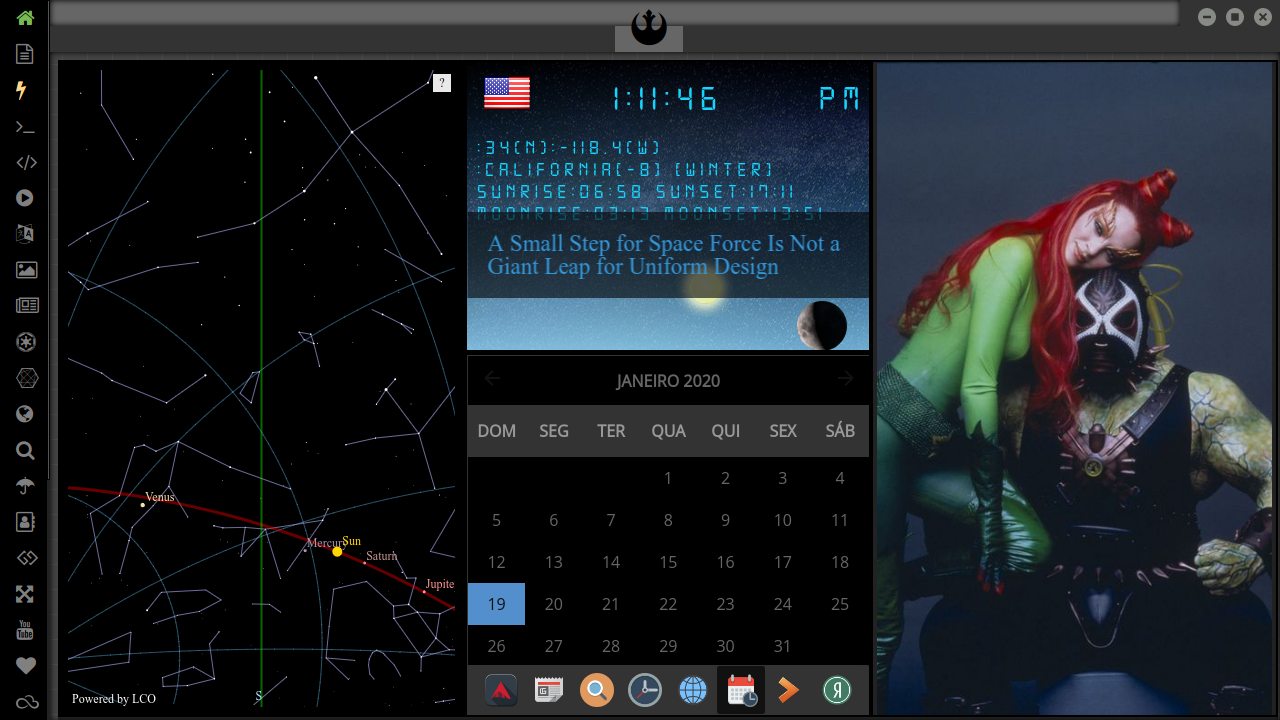 ?
Venus
Mercury
Sun
Saturn
Jupite
S
Powered by LCO
1:11:46 PM
:34(N):-118.4(W)
:CALIFORNIA(-8) (WINTER)
SUNRISE:06:58 SUNSET:17:11
MOONRISE:03:13 MOONSET:13:51
A Small Step for Space Force Is Not a
Giant Leap for Uniform Design
JANEIRO 2020
DOM SEG TER QUA QUI SEX SÁB
1 2 3 4
5 6 7 8 9 10 11
12 13 14 15 16 17 18
19 20 21 22 23 24 25
26 27 28 29 30 31
You
Tube
Я